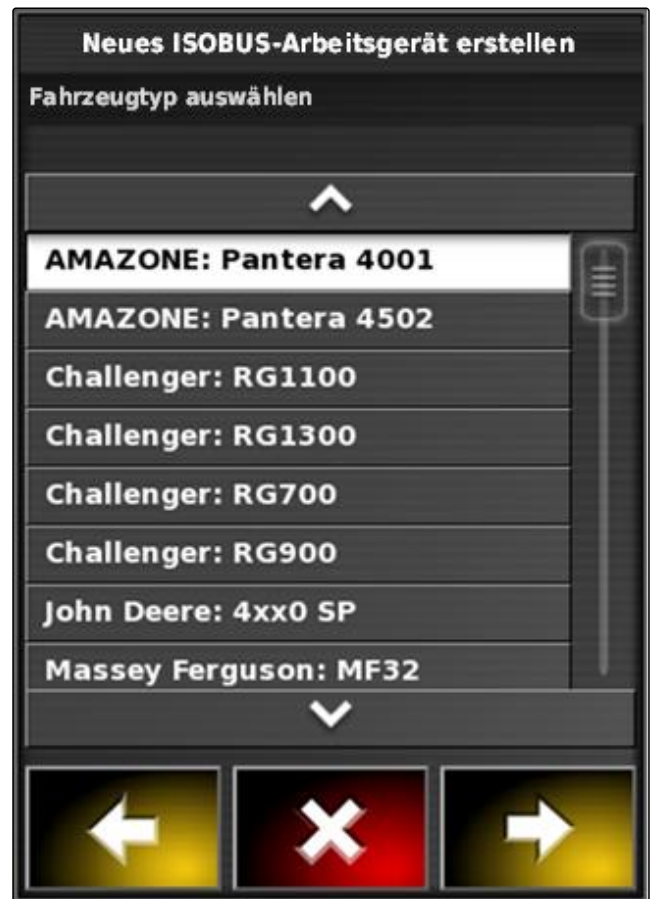 Neues ISOBUS-Arbeitsgerät erstellen
Fahrzeugtyp auswählen
AMAZONE: Pantera 4001
AMAZONE: Pantera 4502
Challenger: RG1100
Challenger: RG1300
Challenger: RG700
Challenger: RG900
John Deere: 4xx0 SP
Massey Ferguson: MF32